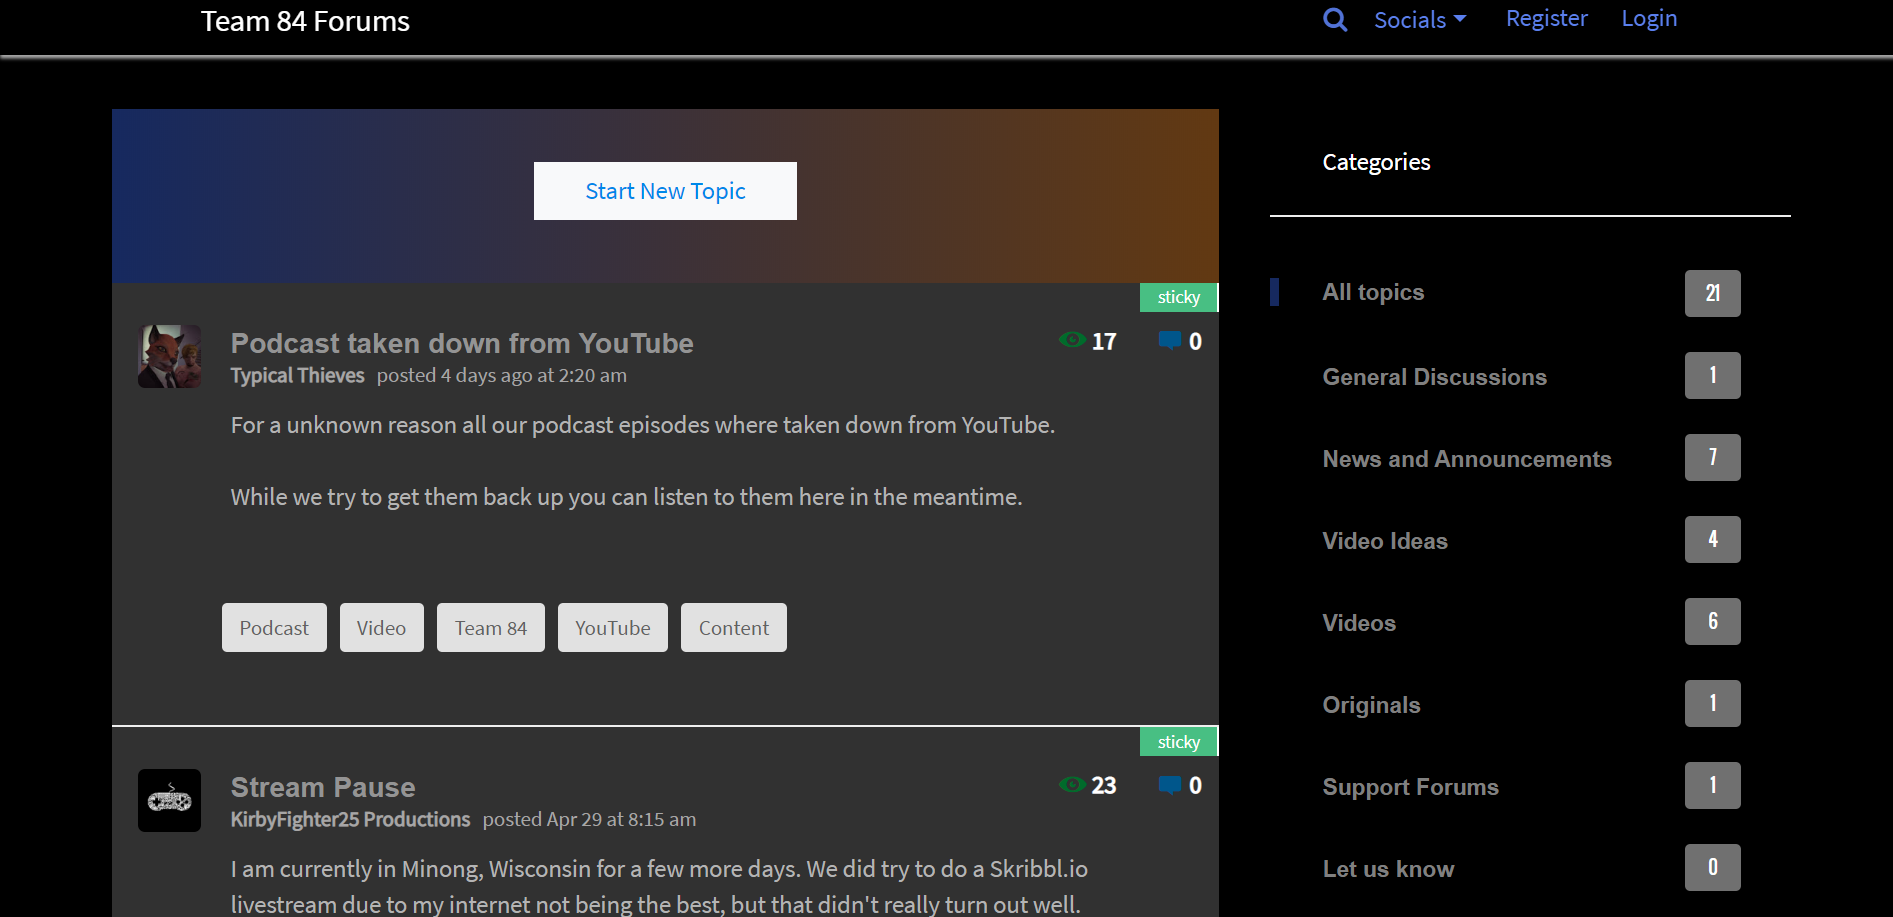 Team 84 Forums
Socials
Register
Login
Start New Topic
sticky
Podcast taken down from YouTube
17
0
Typical Thieves posted 4 days ago at 2:20 am
For a unknown reason all our podcast episodes where taken down from YouTube.
While we try to get them back up you can listen to them here in the meantime.
Podcast
Video
Team 84
YouTube
Content
sticky
Stream Pause
23
0
KirbyFighter25 Productions posted Apr 29 at 8:15 am
I am currently in Minong, Wisconsin for a few more days. We did try to do a Skribbl.io
livestream due to my internet not being the best, but that didn't really turn out well.
Categories
All topics 21
General Discussions 1
News and Announcements 7
Video Ideas 4
Videos 6
Originals 1
Support Forums 1
Let us know 0